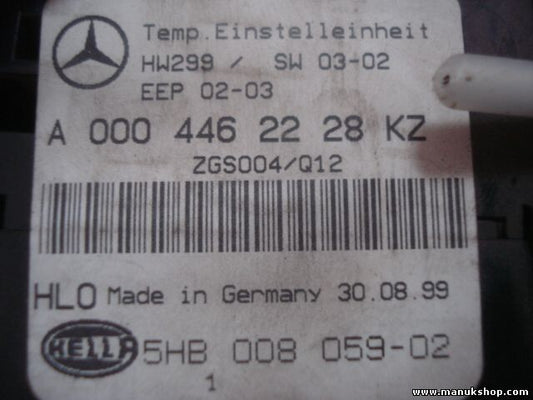 Temp.Einstelleinheit
HW299 / SW 03-02
EEP 02-03
A 000 446 22 28 KZ
ZGS004/Q12
HLO Made in Germany 30.08.99
HELLA 5HB 008 059-02
1
www.manukshop.com